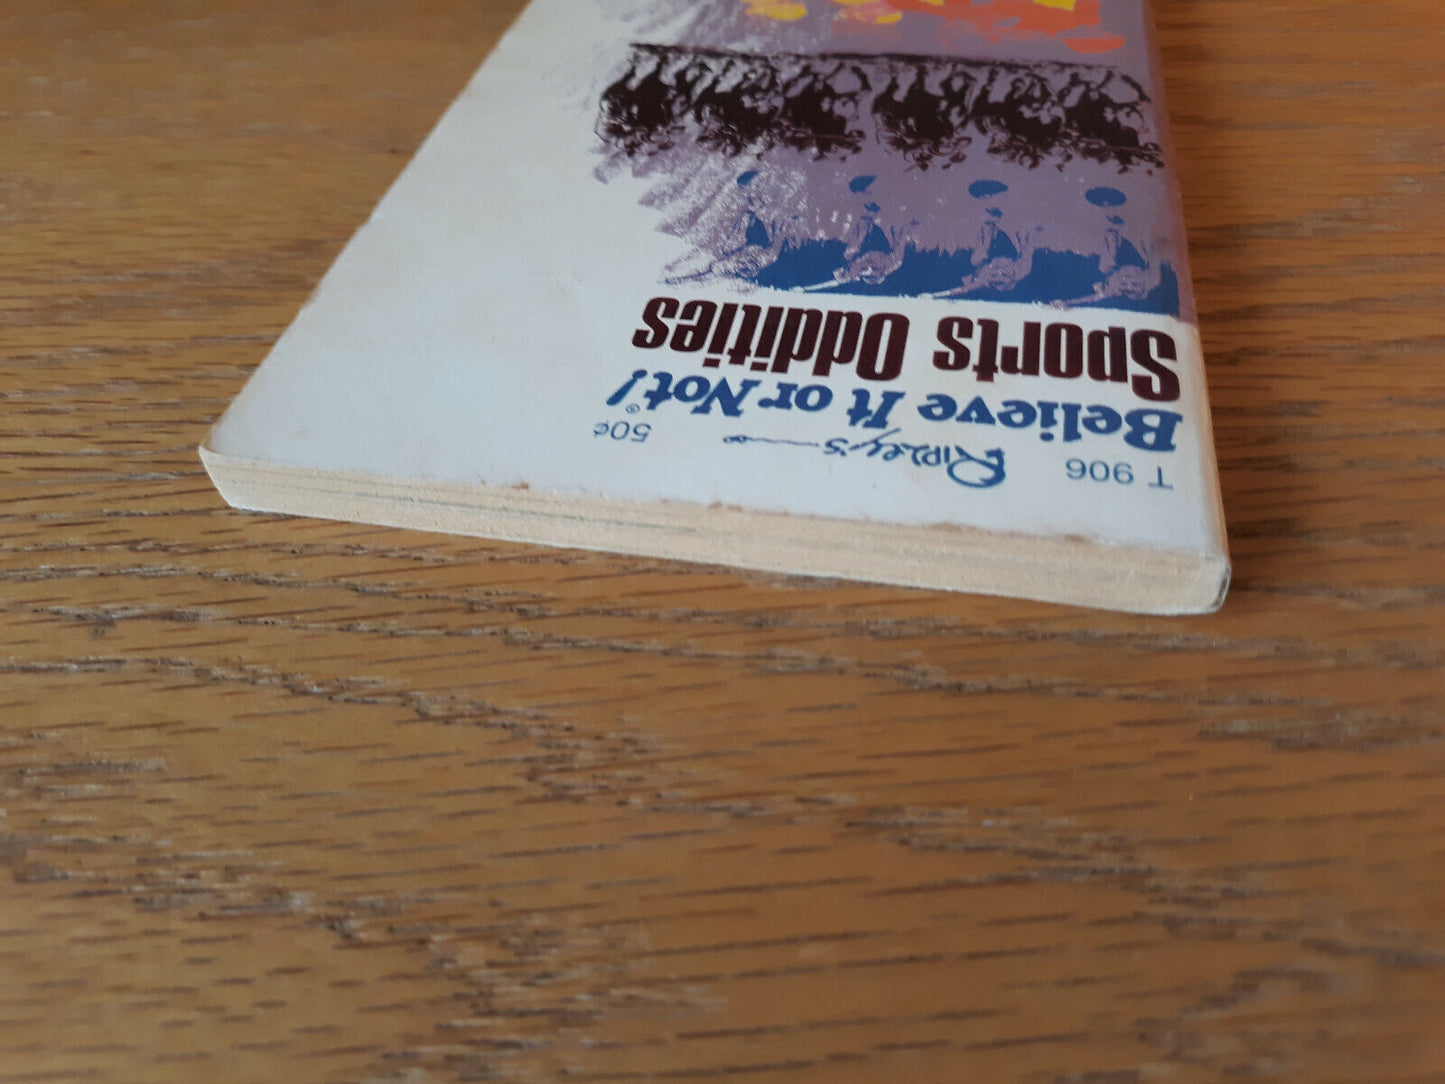 T 906 Ripley's 50¢
Believe It or Not!®
Sports Oddities